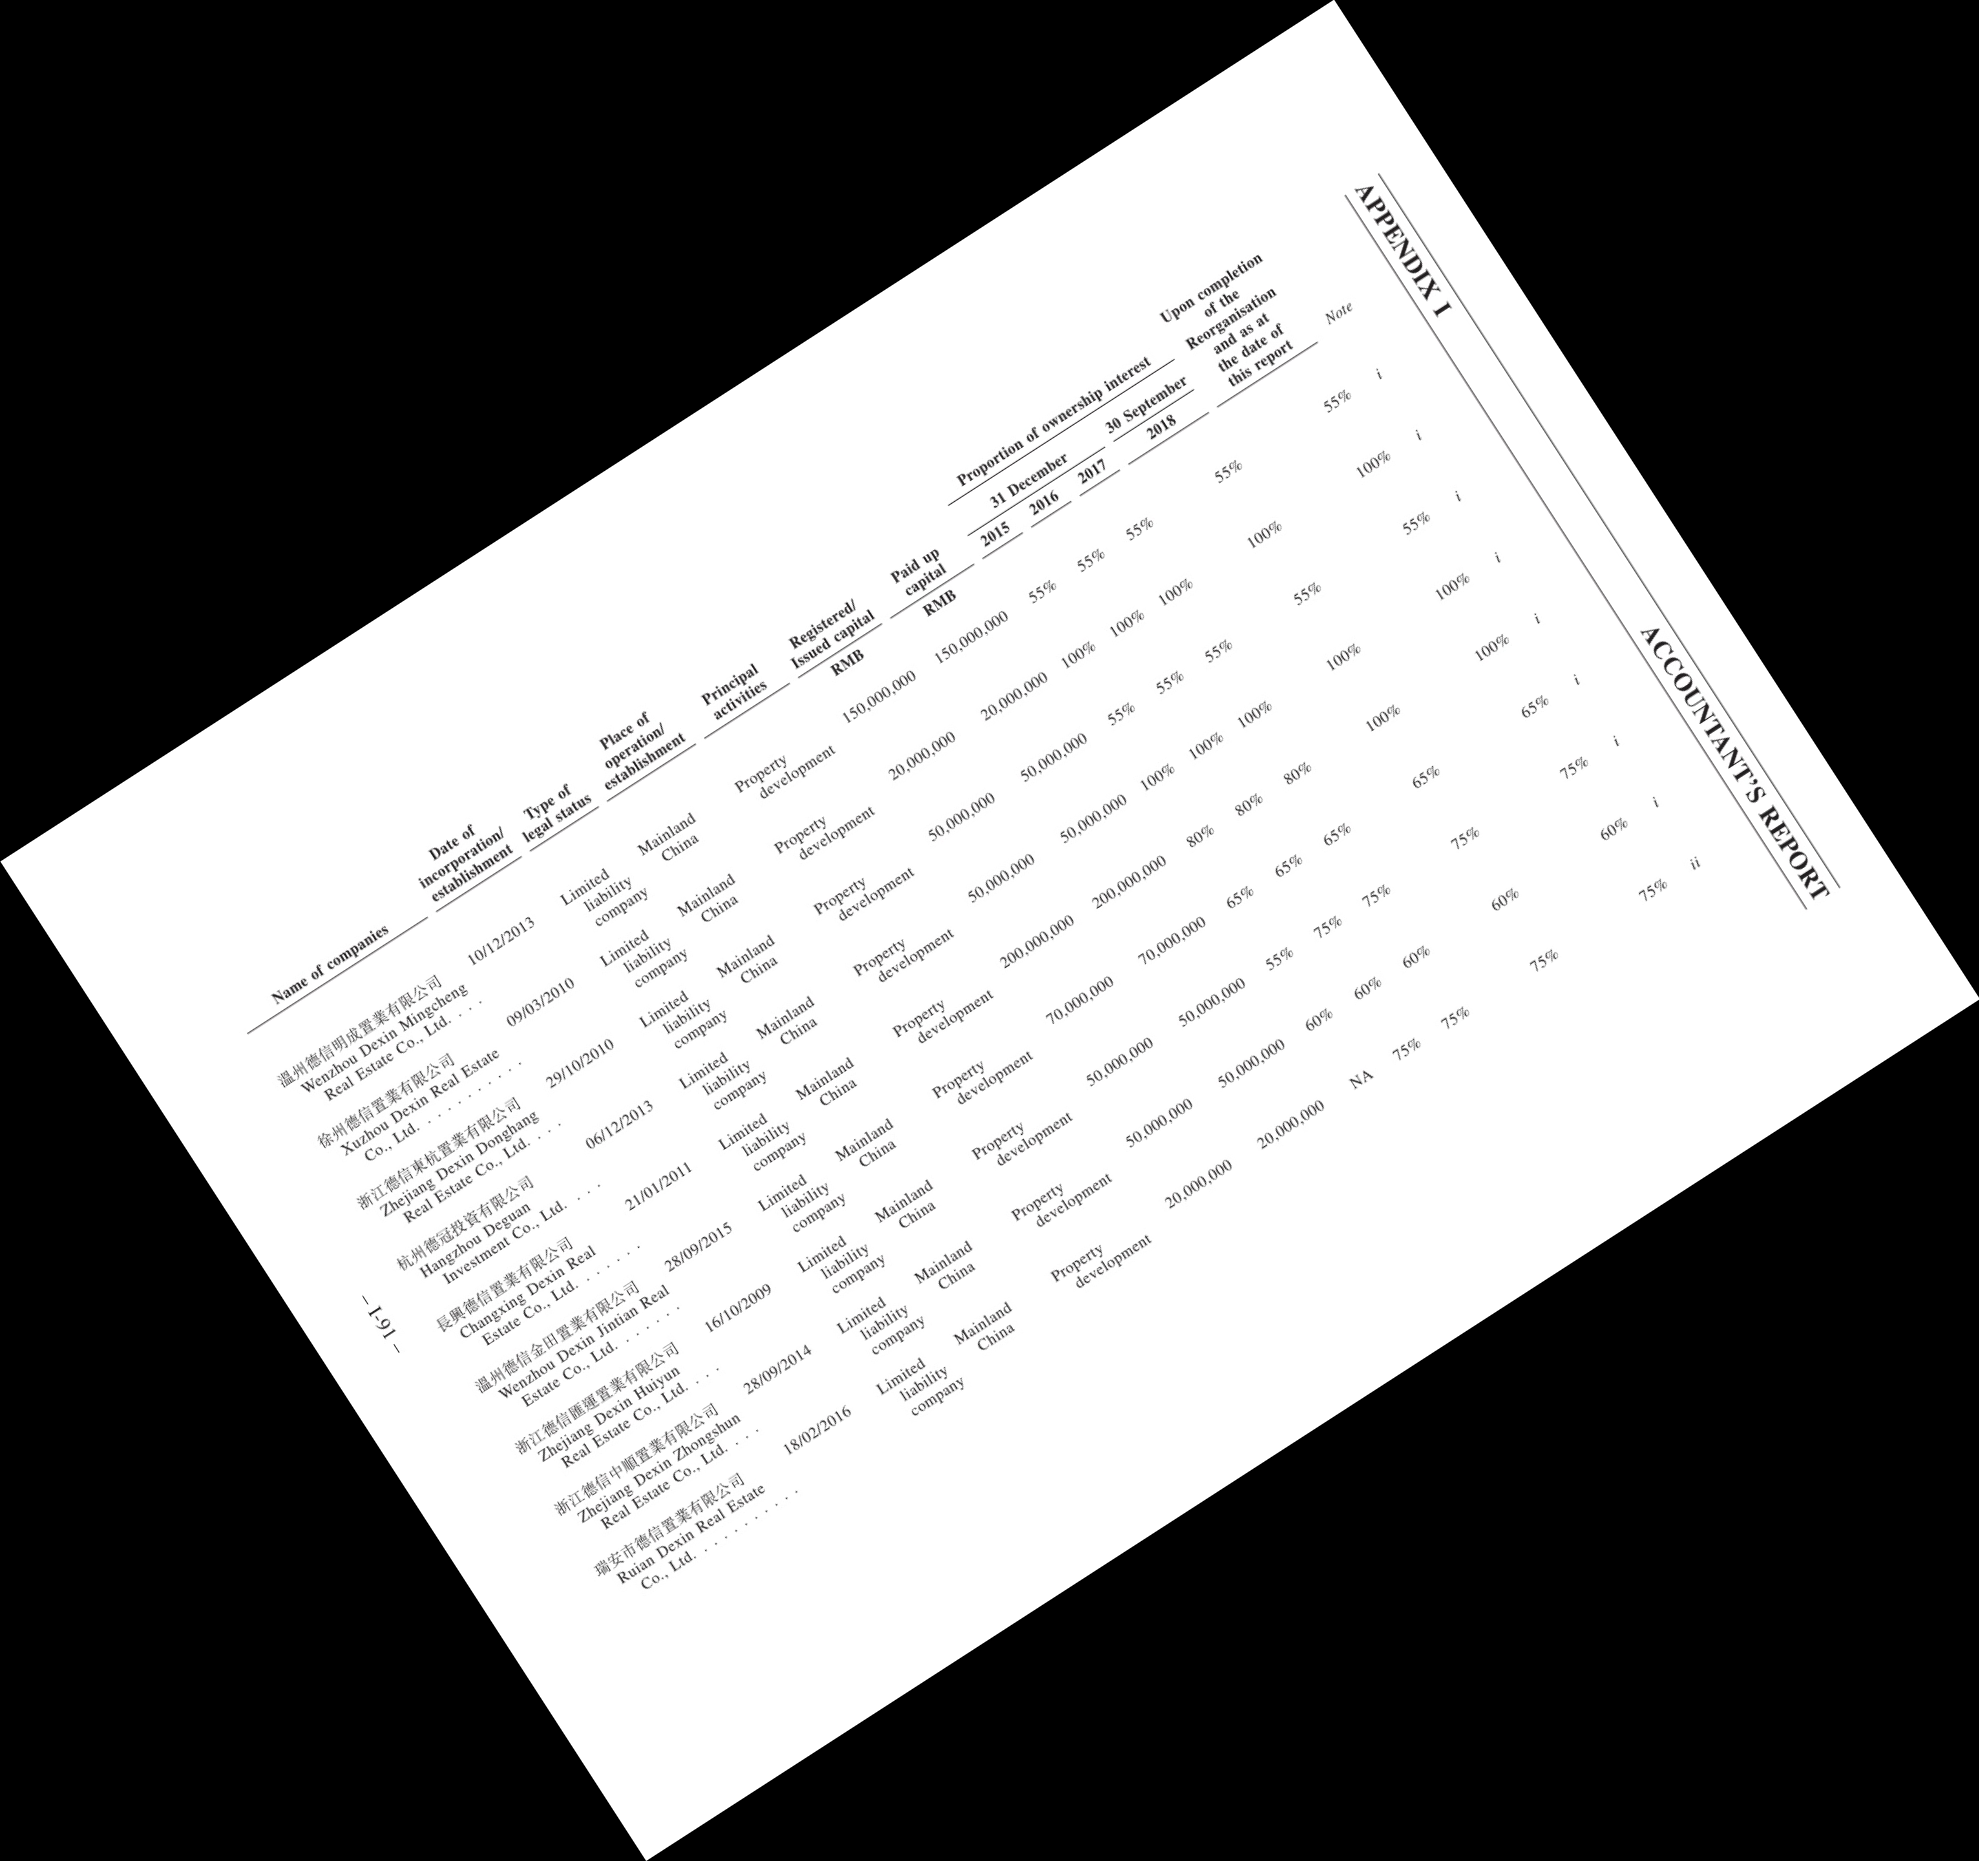 APPENDIX I
ACCOUNTANT'S REPORT
Proportion of ownership interest
Upon completion
of the
Reorganisation
and as at
the date of
this report
Note
31 December
30 September
Name of companies
Date of
incorporation/
establishment
Type of
legal status
Place of
operation/
establishment
Principal
activities
Registered/
Issued capital
Paid up
capital
2015
2016
2017
2018
RMB
RMB
溫州德信明成置業有限公司
Wenzhou Dexin Mingcheng
Real Estate Co., Ltd. . . .
10/12/2013
Limited
liability
company
Mainland
China
Property
development
150,000,000
150,000,000
55%
55%
55%
55%
55%
i
徐州德信置業有限公司
Xuzhou Dexin Real Estate
Co., Ltd. . . . . . . . . . .
09/03/2010
Limited
liability
company
Mainland
China
Property
development
20,000,000
20,000,000
100%
100%
100%
100%
100%
i
浙江德信東杭置業有限公司
Zhejiang Dexin Donghang
Real Estate Co., Ltd. . . .
29/10/2010
Limited
liability
company
Mainland
China
Property
development
50,000,000
50,000,000
55%
55%
55%
55%
55%
i
杭州德冠投資有限公司
Hangzhou Deguan
Investment Co., Ltd. . . .
06/12/2013
Limited
liability
company
Mainland
China
Property
development
50,000,000
50,000,000
100%
100%
100%
100%
100%
i
長興德信置業有限公司
Changxing Dexin Real
Estate Co., Ltd. . . . . . .
21/01/2011
Limited
liability
company
Mainland
China
Property
development
200,000,000
200,000,000
80%
80%
80%
100%
100%
i
溫州德信金田置業有限公司
Wenzhou Dexin Jintian Real
Estate Co., Ltd. . . . . . .
28/09/2015
Limited
liability
company
Mainland
China
Property
development
70,000,000
70,000,000
65%
65%
65%
65%
65%
i
浙江德信匯運置業有限公司
Zhejiang Dexin Huiyun
Real Estate Co., Ltd. . . .
16/10/2009
Limited
liability
company
Mainland
China
Property
development
50,000,000
50,000,000
55%
75%
75%
75%
75%
i
浙江德信中順置業有限公司
Zhejiang Dexin Zhongshun
Real Estate Co., Ltd. . . .
28/09/2014
Limited
liability
company
Mainland
China
Property
development
50,000,000
50,000,000
60%
60%
60%
60%
60%
i
瑞安市德信置業有限公司
Ruian Dexin Real Estate
Co., Ltd. . . . . . . . . . .
18/02/2016
Limited
liability
company
Mainland
China
Property
development
20,000,000
20,000,000
NA
75%
75%
75%
75%
ii
– I-91 –